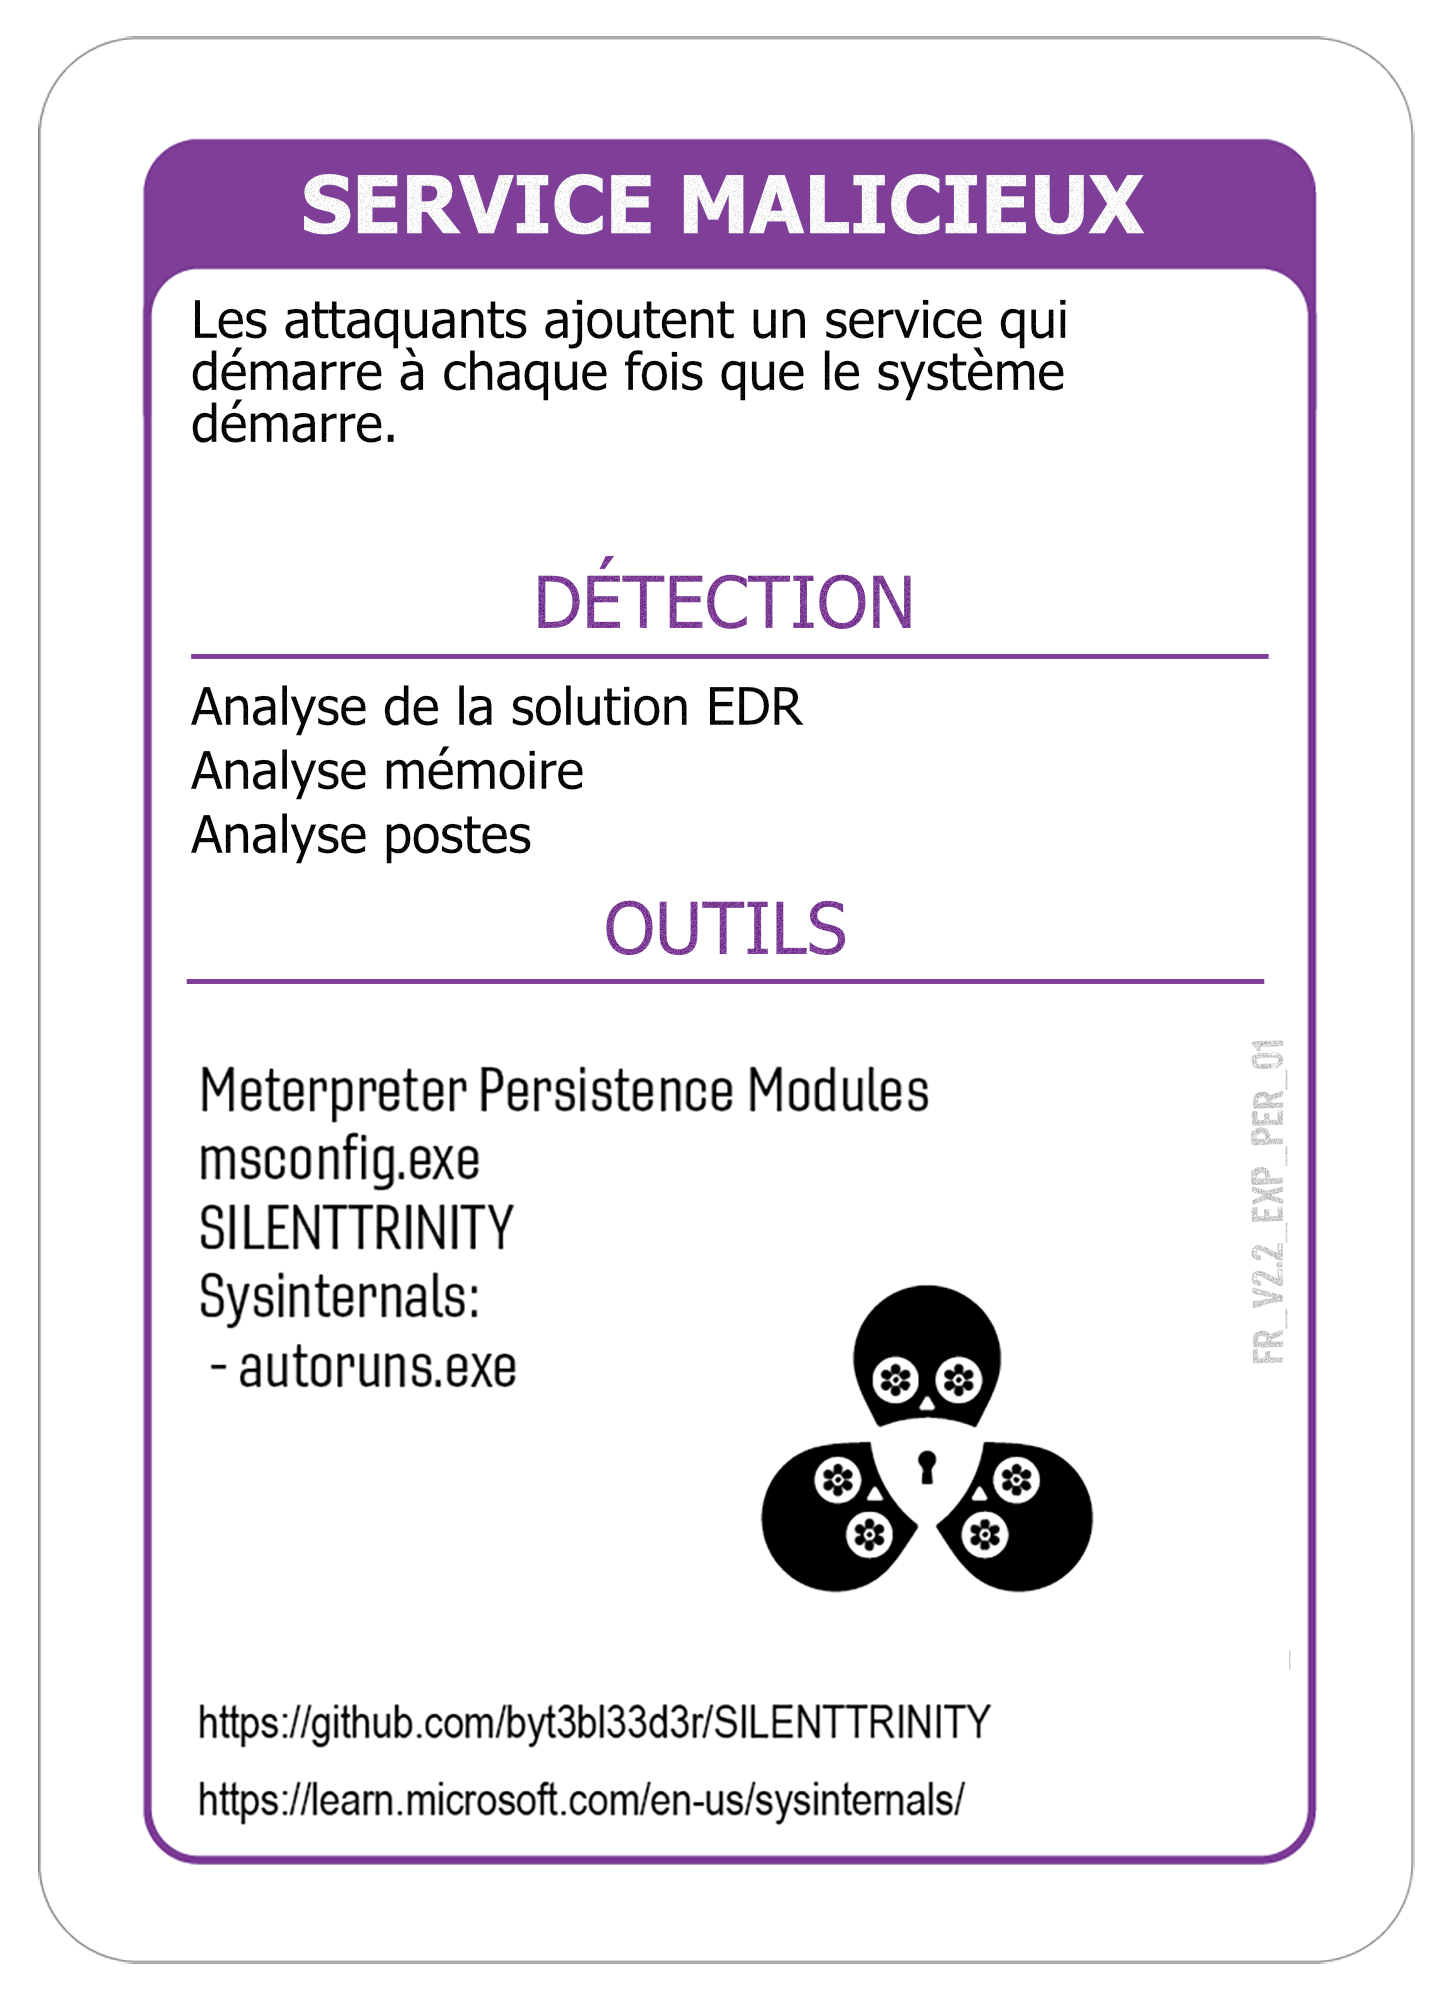 SERVICE MALICIEUX
Les attaquants ajoutent un service qui
démarre à chaque fois que le système
démarre.
DÉTECTION
Analyse de la solution EDR
Analyse mémoire
Analyse postes
OUTILS
Meterpreter Persistence Modules
msconfig.exe
SILENTTRINITY
Sysinternals:
- autoruns.exe
FR_V2.2_EXP_PER_01
https://github.com/byt3bl33d3r/SILENTTRINITY
https://learn.microsoft.com/en-us/sysinternals/